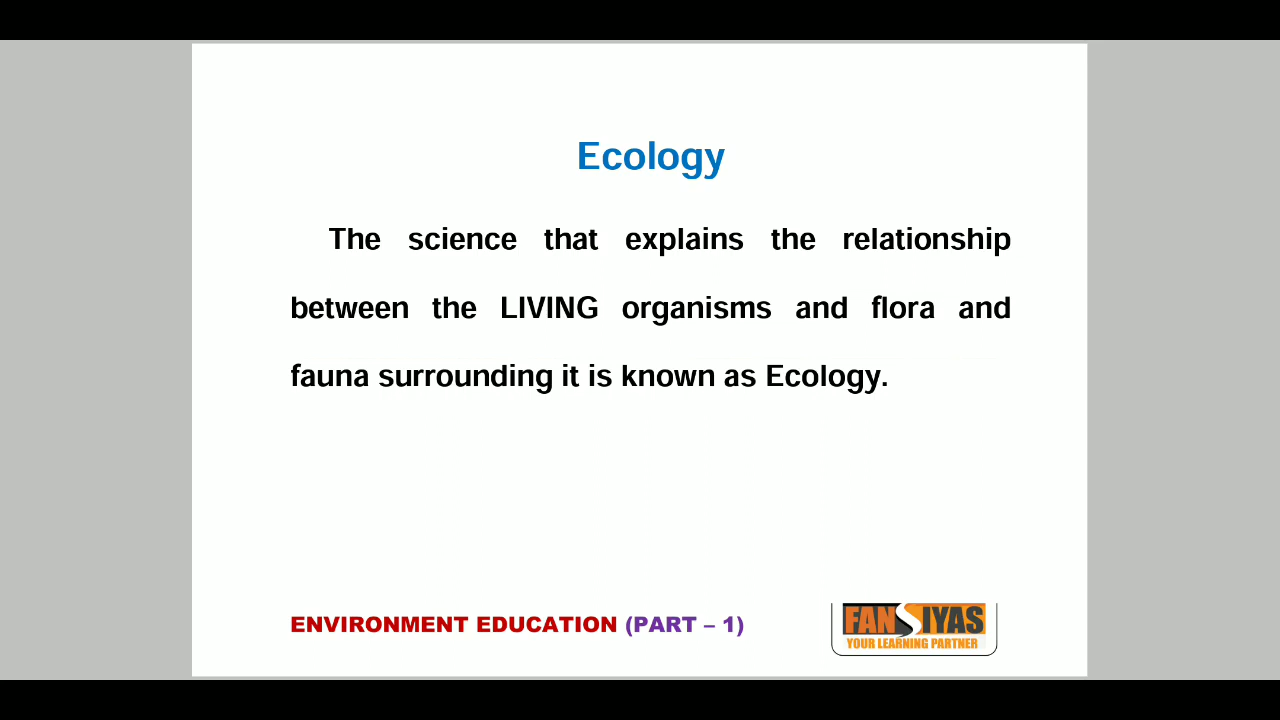 Ecology
The science that explains the relationship
between the LIVING organisms and flora and
fauna surrounding it is known as Ecology.
ENVIRONMENT EDUCATION (PART – 1)
FANSIYAS
YOUR LEARNING PARTNER